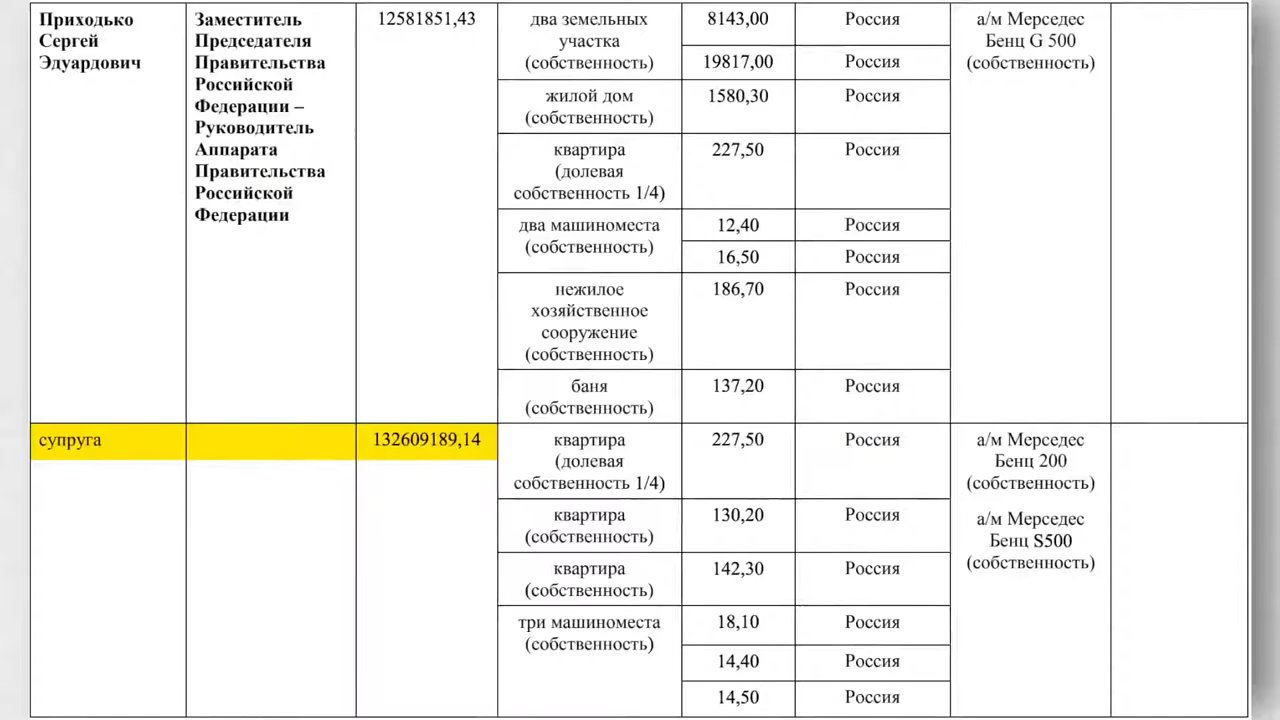 Приходько
Сергей
Эдуардович
Заместитель
Председателя
Правительства
Российской
Федерации –
Руководитель
Аппарата
Правительства
Российской
Федерации
12581851,43
два земельных
участка
(собственность)
8143,00
Россия
19817,00
Россия
жилой дом
(собственность)
1580,30
Россия
квартира
(долевая
собственность 1/4)
227,50
Россия
два машиноместа
(собственность)
12,40
Россия
16,50
Россия
нежилое
хозяйственное
сооружение
(собственность)
186,70
Россия
баня
(собственность)
137,20
Россия
а/м Мерседес
Бенц G 500
(собственность)
супруга
132609189,14
квартира
(долевая
собственность 1/4)
227,50
Россия
квартира
(собственность)
130,20
Россия
квартира
(собственность)
142,30
Россия
три машиноместа
(собственность)
18,10
Россия
14,40
Россия
14,50
Россия
а/м Мерседес
Бенц 200
(собственность)
а/м Мерседес
Бенц S500
(собственность)